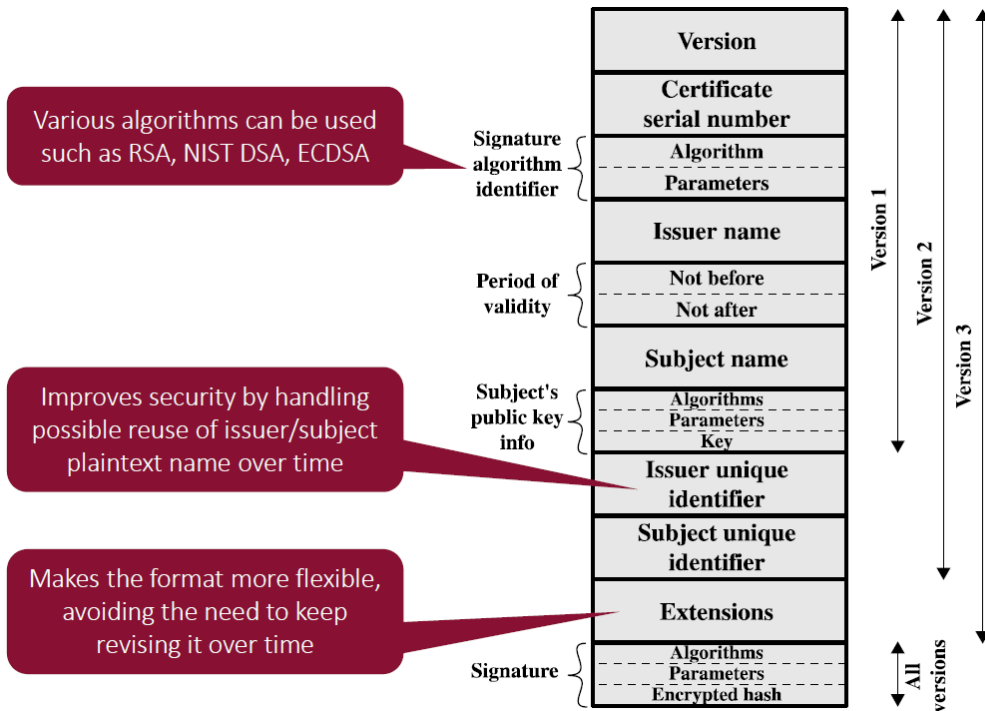 Version
Certificate
serial number
Various algorithms can be used
such as RSA, NIST DSA, ECDSA
Signature
algorithm
identifier
Algorithm
Parameters
Issuer name
Period of
validity
Not before
Not after
Subject name
Improves security by handling
possible reuse of issuer/subject
plaintext name over time
Subject's
public key
info
Algorithms
Parameters
Key
Issuer unique
identifier
Subject unique
identifier
Makes the format more flexible,
avoiding the need to keep
revising it over time
Extensions
Signature
Algorithms
Parameters
Encrypted hash
Version 1
Version 2
Version 3
All
versions